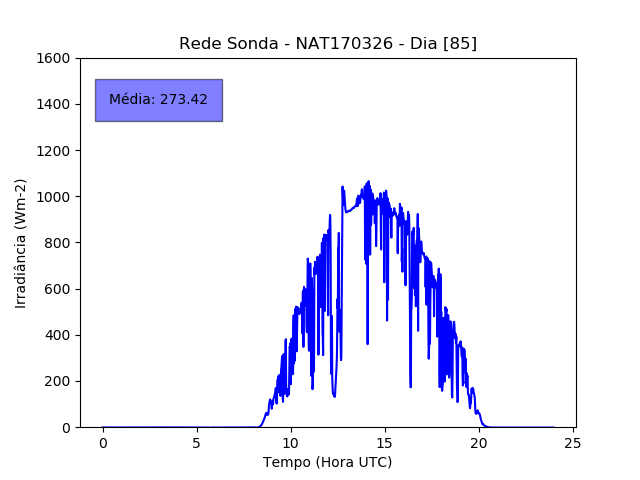 Rede Sonda - NAT170326 - Dia [85]
1600
1400
1200
1000
800
600
400
200
0
Média: 273.42
Irradiância (Wm-2)
0 5 10 15 20 25
Tempo (Hora UTC)